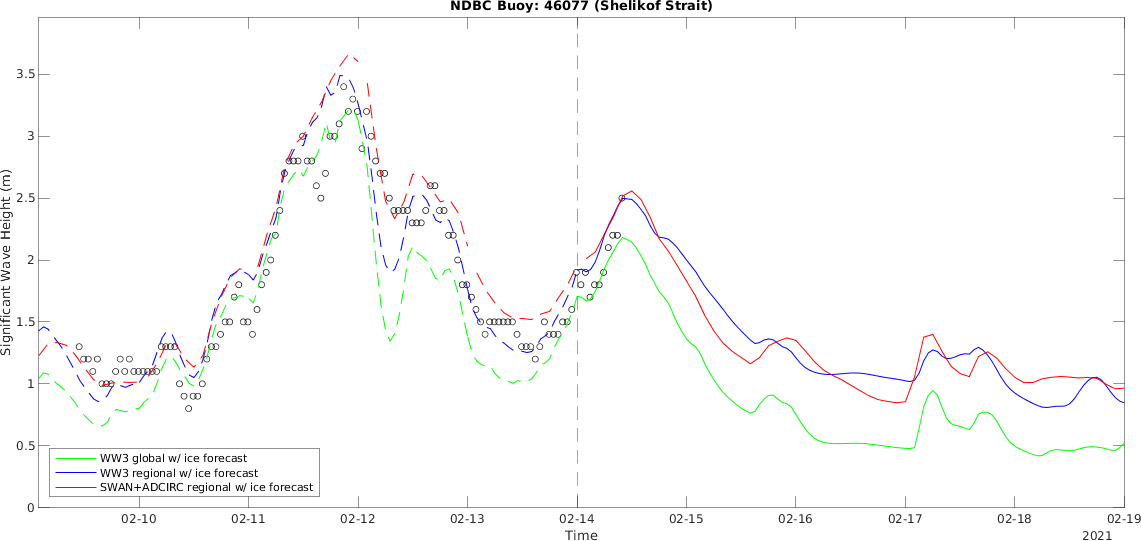 NDBC Buoy: 46077 (Shelikof Strait)
Significant Wave Height (m)
3.5
3
2.5
2
1.5
1
0.5
0
WW3 global w/ ice forecast
WW3 regional w/ ice forecast
SWAN+ADCIRC regional w/ ice forecast
02-10 02-11 02-12 02-13 02-14 02-15 02-16 02-17 02-18 02-19
Time
2021